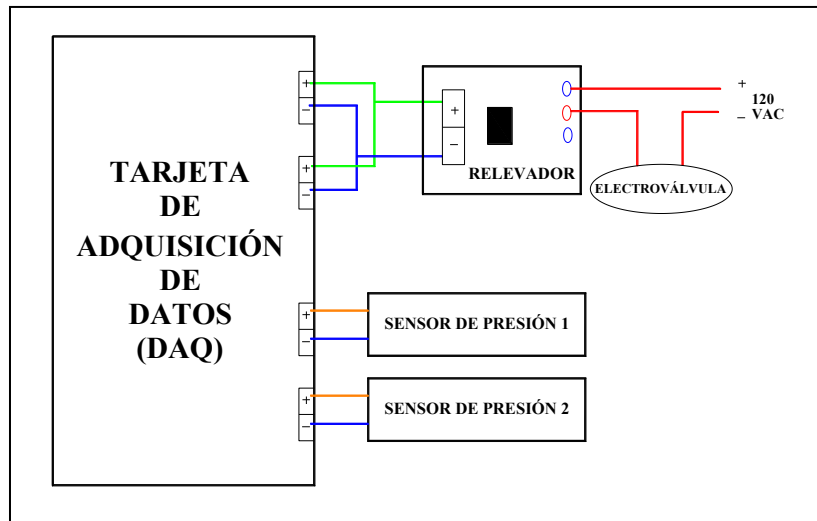 TARJETA
DE
ADQUISICIÓN
DE
DATOS
(DAQ)
+
−
+
−
+
−
+
−
+
−
RELEVADOR
+
120
VAC
−
ELECTROVÁLVULA
SENSOR DE PRESIÓN 1
SENSOR DE PRESIÓN 2